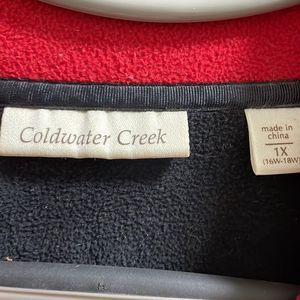 Coldwater Creek
made in
china
1X
(16W-18W)